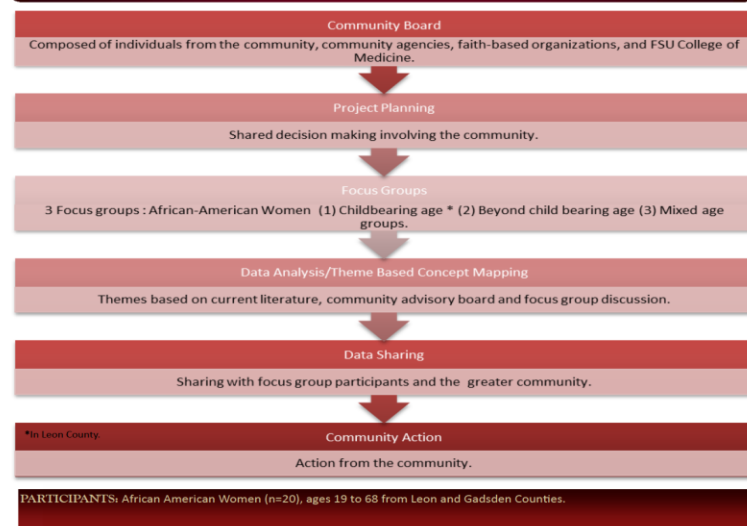 Community Board
Composed of individuals from the community, community agencies, faith-based organizations, and FSU College of
Medicine.
Project Planning
Shared decision making involving the community.
Focus Groups
3 Focus groups : African-American Women (1) Childbearing age * (2) Beyond child bearing age (3) Mixed age
groups.
Data Analysis/Theme Based Concept Mapping
Themes based on current literature, community advisory board and focus group discussion.
Data Sharing
Sharing with focus group participants and the greater community.
*In Leon County.
Community Action
Action from the community.
PARTICIPANTS: African American Women (n=20), ages 19 to 68 from Leon and Gadsden Counties.